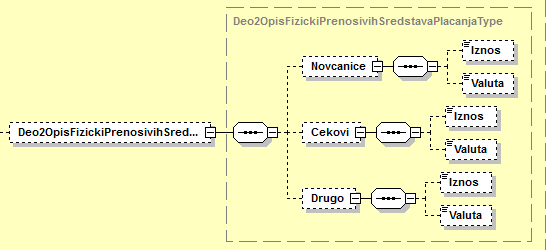 Deo2OpisFizickiPrenosivihSredstavaPlacanjaType
Iznos
Novcanice
Valuta
Deo2OpisFizickiPrenosivihSred...
Iznos
Cekovi
Valuta
Iznos
Drugo
Valuta